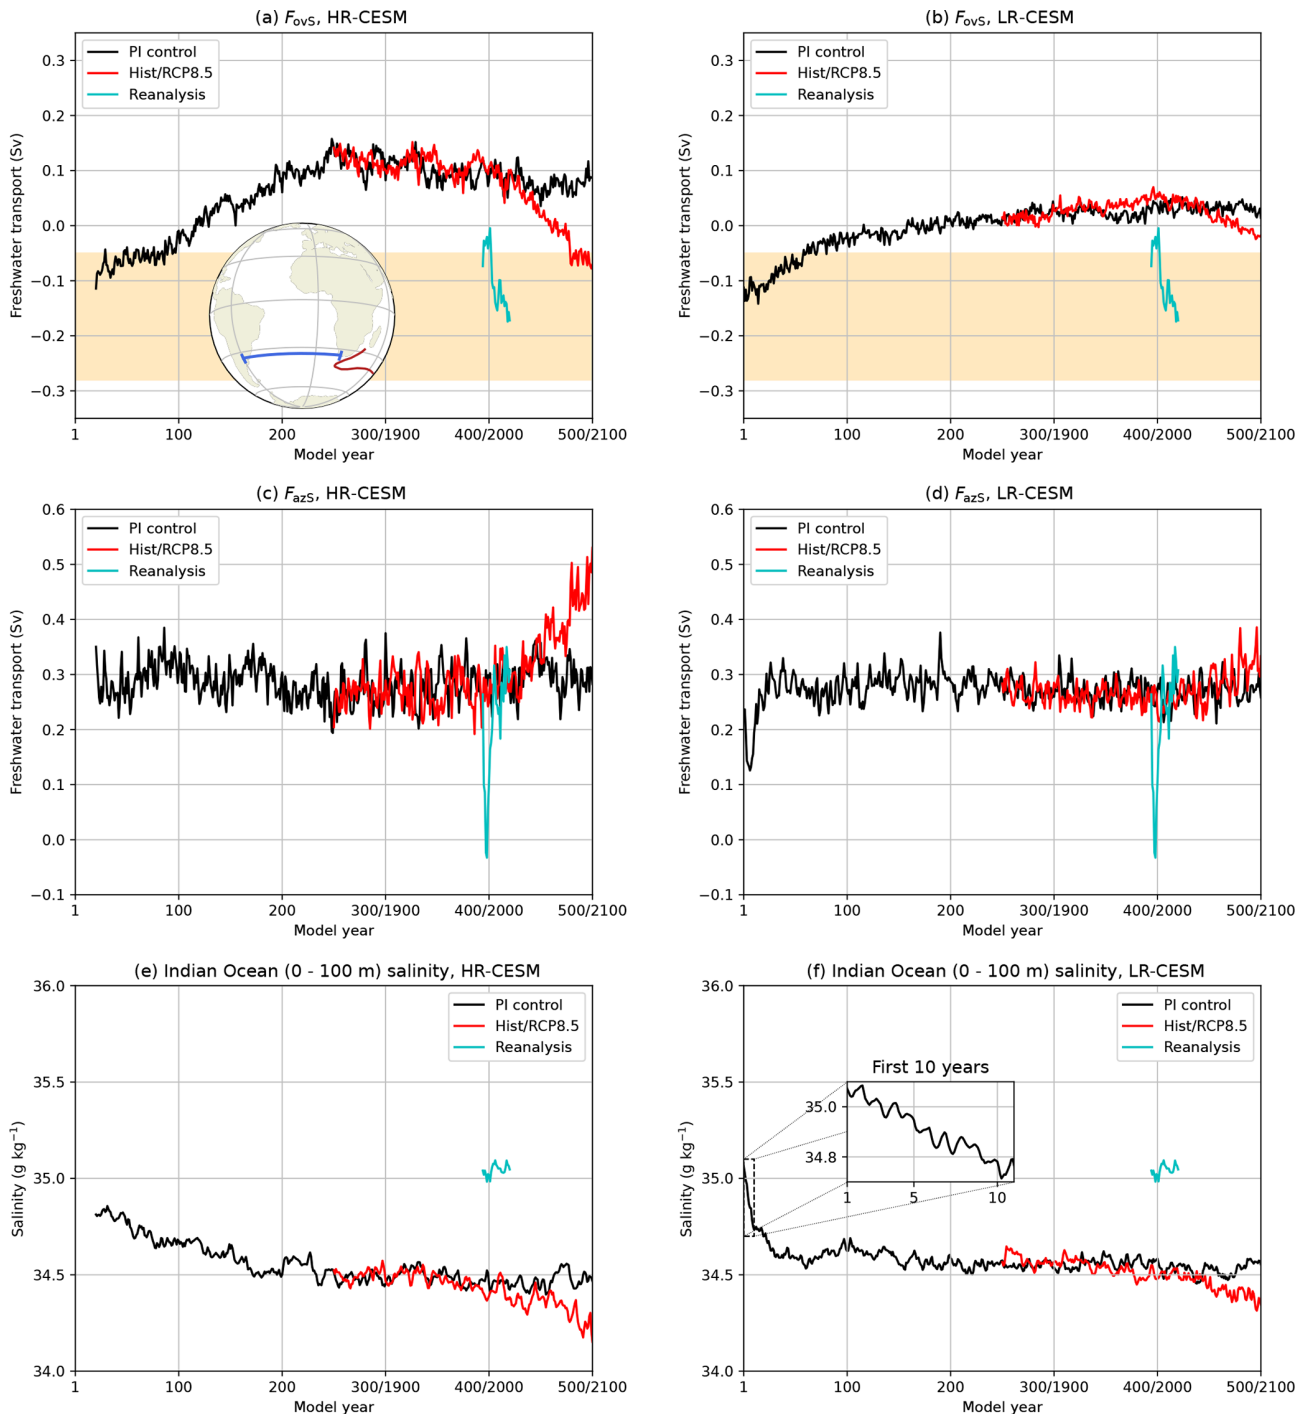 (a) FovS, HR-CESM
PI control
Hist/RCP8.5
Reanalysis
0.3
0.2
0.1
0.0
−0.1
−0.2
−0.3
Freshwater transport (Sv)
1 100 200 300/1900 400/2000 500/2100
Model year
(b) FovS, LR-CESM
PI control
Hist/RCP8.5
Reanalysis
0.3
0.2
0.1
0.0
−0.1
−0.2
−0.3
Freshwater transport (Sv)
1 100 200 300/1900 400/2000 500/2100
Model year
(c) FazS, HR-CESM
PI control
Hist/RCP8.5
Reanalysis
0.6
0.5
0.4
0.3
0.2
0.1
0.0
−0.1
Freshwater transport (Sv)
1 100 200 300/1900 400/2000 500/2100
Model year
(d) FazS, LR-CESM
PI control
Hist/RCP8.5
Reanalysis
0.6
0.5
0.4
0.3
0.2
0.1
0.0
−0.1
Freshwater transport (Sv)
1 100 200 300/1900 400/2000 500/2100
Model year
(e) Indian Ocean (0 - 100 m) salinity, HR-CESM
PI control
Hist/RCP8.5
Reanalysis
36.0
35.5
35.0
34.5
34.0
Salinity (g kg⁻¹)
1 100 200 300/1900 400/2000 500/2100
Model year
(f) Indian Ocean (0 - 100 m) salinity, LR-CESM
PI control
Hist/RCP8.5
Reanalysis
First 10 years
35.0
34.8
1 5 10
36.0
35.5
35.0
34.5
34.0
Salinity (g kg⁻¹)
1 100 200 300/1900 400/2000 500/2100
Model year